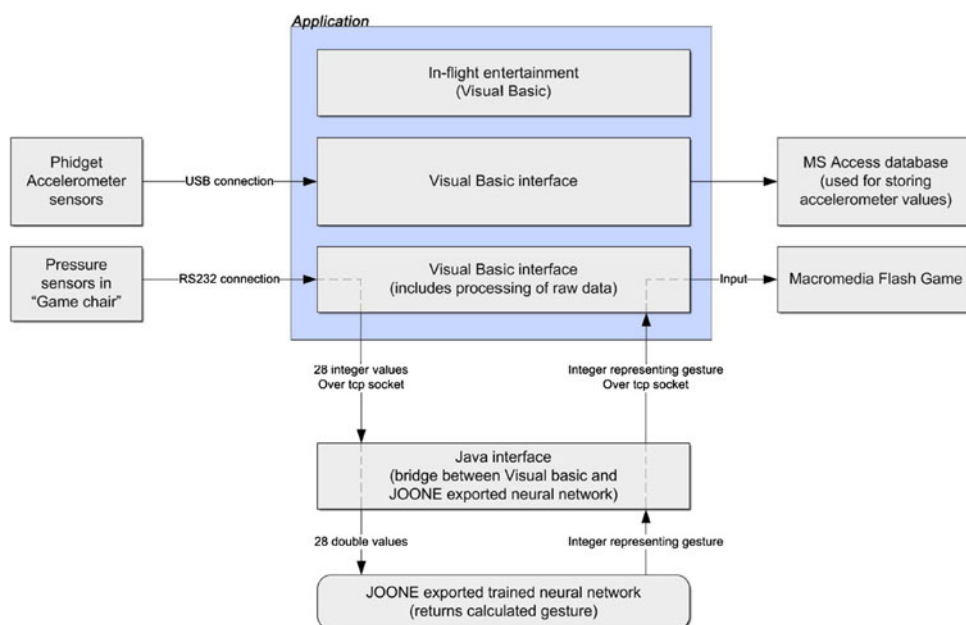 Application
In-flight entertainment
(Visual Basic)
Phidget
Accelerometer
sensors
USB connection
Visual Basic interface
MS Access database
(used for storing
accelerometer values)
Pressure
sensors in
“Game chair”
RS232 connection
Visual Basic interface
(includes processing of raw data)
Input
Macromedia Flash Game
28 integer values
Over tcp socket
Integer representing gesture
Over tcp socket
Java interface
(bridge between Visual basic and
JOONE exported neural network)
28 double values
Integer representing gesture
JOONE exported trained neural network
(returns calculated gesture)